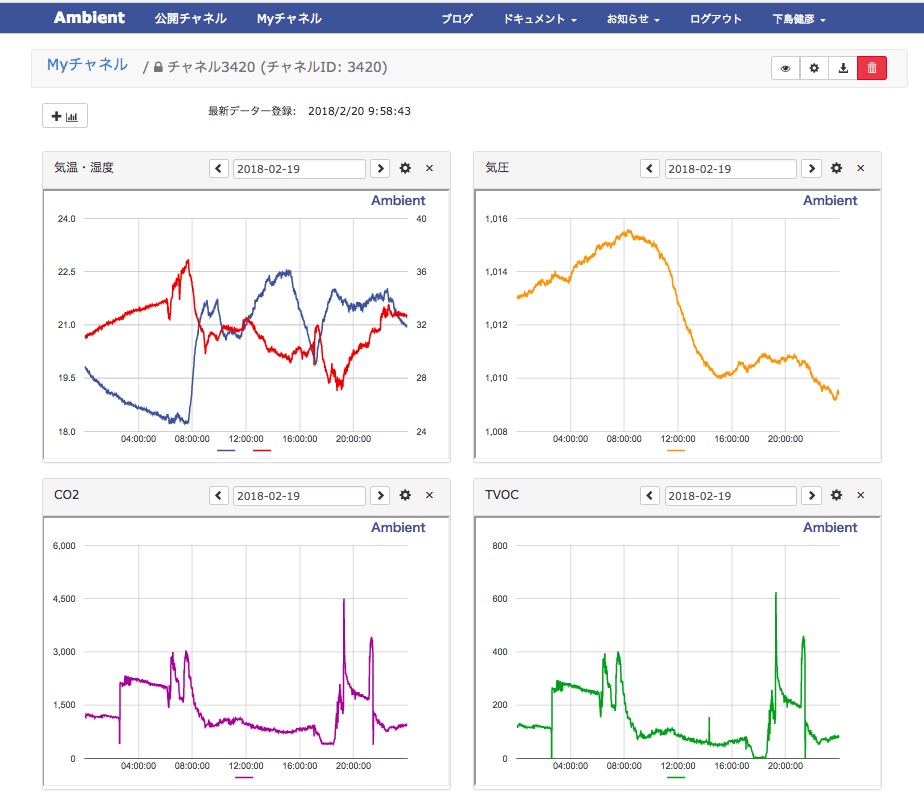 Ambient 公開チャンネル Myチャンネル ブログ ドキュメント お知らせ ログアウト 下島健彦
Myチャネル / チャネル3420 (チャネルID: 3420)
最新データー登録: 2018/2/20 9:58:43
気温・湿度 2018-02-19
Ambient
24.0 40
22.5 36
21.0 32
19.5 28
18.0 24
04:00:00 08:00:00 12:00:00 16:00:00 20:00:00
気圧 2018-02-19
Ambient
1,016
1,014
1,012
1,010
1,008
04:00:00 08:00:00 12:00:00 16:00:00 20:00:00
CO2 2018-02-19
Ambient
6,000
4,500
3,000
1,500
0
04:00:00 08:00:00 12:00:00 16:00:00 20:00:00
TVOC 2018-02-19
Ambient
800
600
400
200
0
04:00:00 08:00:00 12:00:00 16:00:00 20:00:00